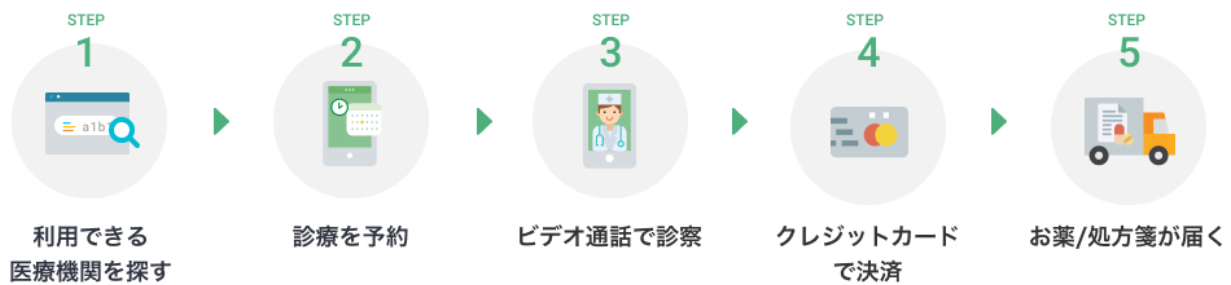 STEP
1
a1b1
利用できる
医療機関を探す
STEP
2
診療を予約
STEP
3
ビデオ通話で診察
STEP
4
クレジットカード
で決済
STEP
5
お薬/処方箋が届く